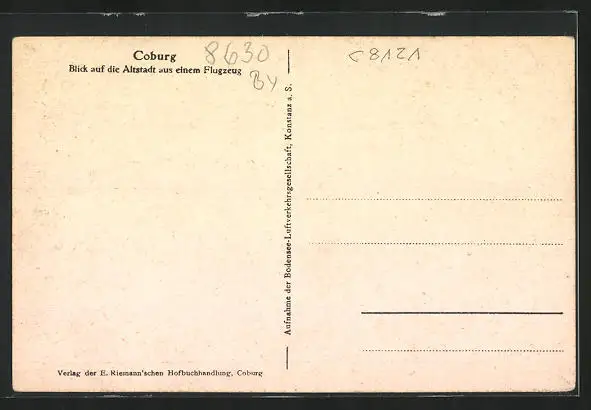 Coburg
Blick auf die Altstadt aus einem Flugzeug
8630
By
C8121
Aufnahme der Bodensee-Luftverkehrsgesellschaft, Konstanz a. S.
Verlag der E. Riemann'schen Hofbuchhandlung, Coburg